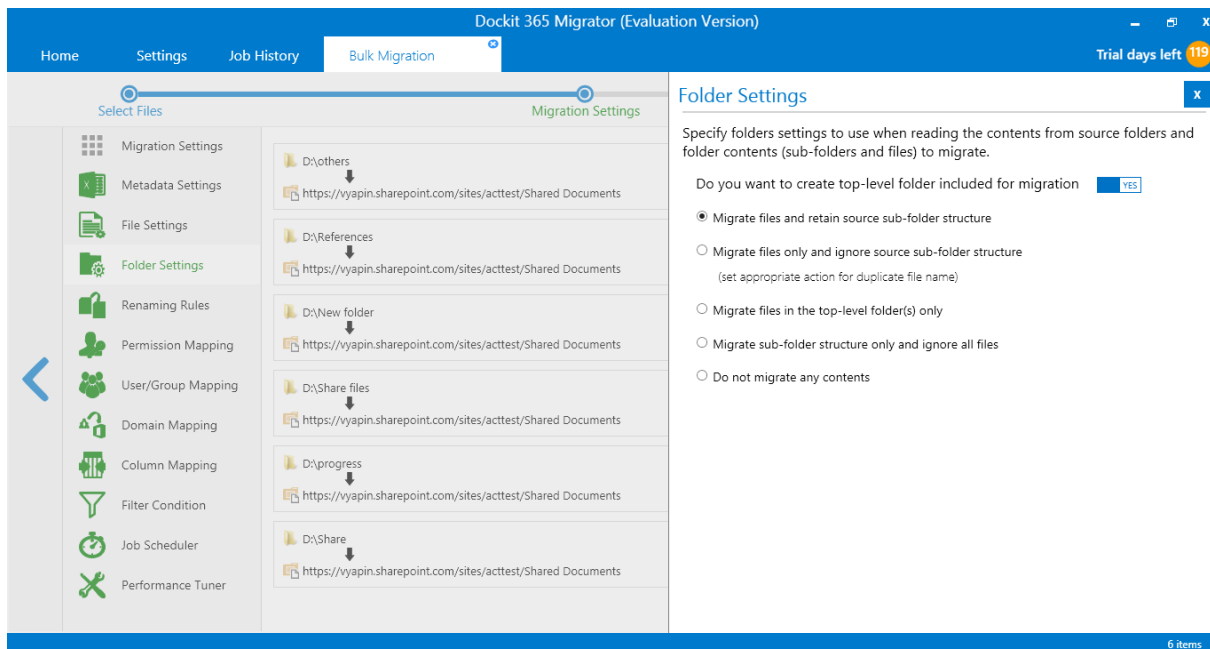 Dockit 365 Migrator (Evaluation Version)
X
Home
Settings
Job History
Bulk Migration
Trial days left 119
Select Files
Migration Settings
Migration Settings
Metadata Settings
File Settings
Folder Settings
Renaming Rules
Permission Mapping
User/Group Mapping
Domain Mapping
Column Mapping
Filter Condition
Job Scheduler
Performance Tuner
D:\others
https://vyapin.sharepoint.com/sites/acttest/Shared Documents
D:\References
https://vyapin.sharepoint.com/sites/acttest/Shared Documents
D:\New folder
https://vyapin.sharepoint.com/sites/acttest/Shared Documents
D:\Share files
https://vyapin.sharepoint.com/sites/acttest/Shared Documents
D:\progress
https://vyapin.sharepoint.com/sites/acttest/Shared Documents
D:\Share
https://vyapin.sharepoint.com/sites/acttest/Shared Documents
Folder Settings
x
Specify folders settings to use when reading the contents from source folders and
folder contents (sub-folders and files) to migrate.
Do you want to create top-level folder included for migration YES
Migrate files and retain source sub-folder structure
Migrate files only and ignore source sub-folder structure
(set appropriate action for duplicate file name)
Migrate files in the top-level folder(s) only
Migrate sub-folder structure only and ignore all files
Do not migrate any contents
6 items